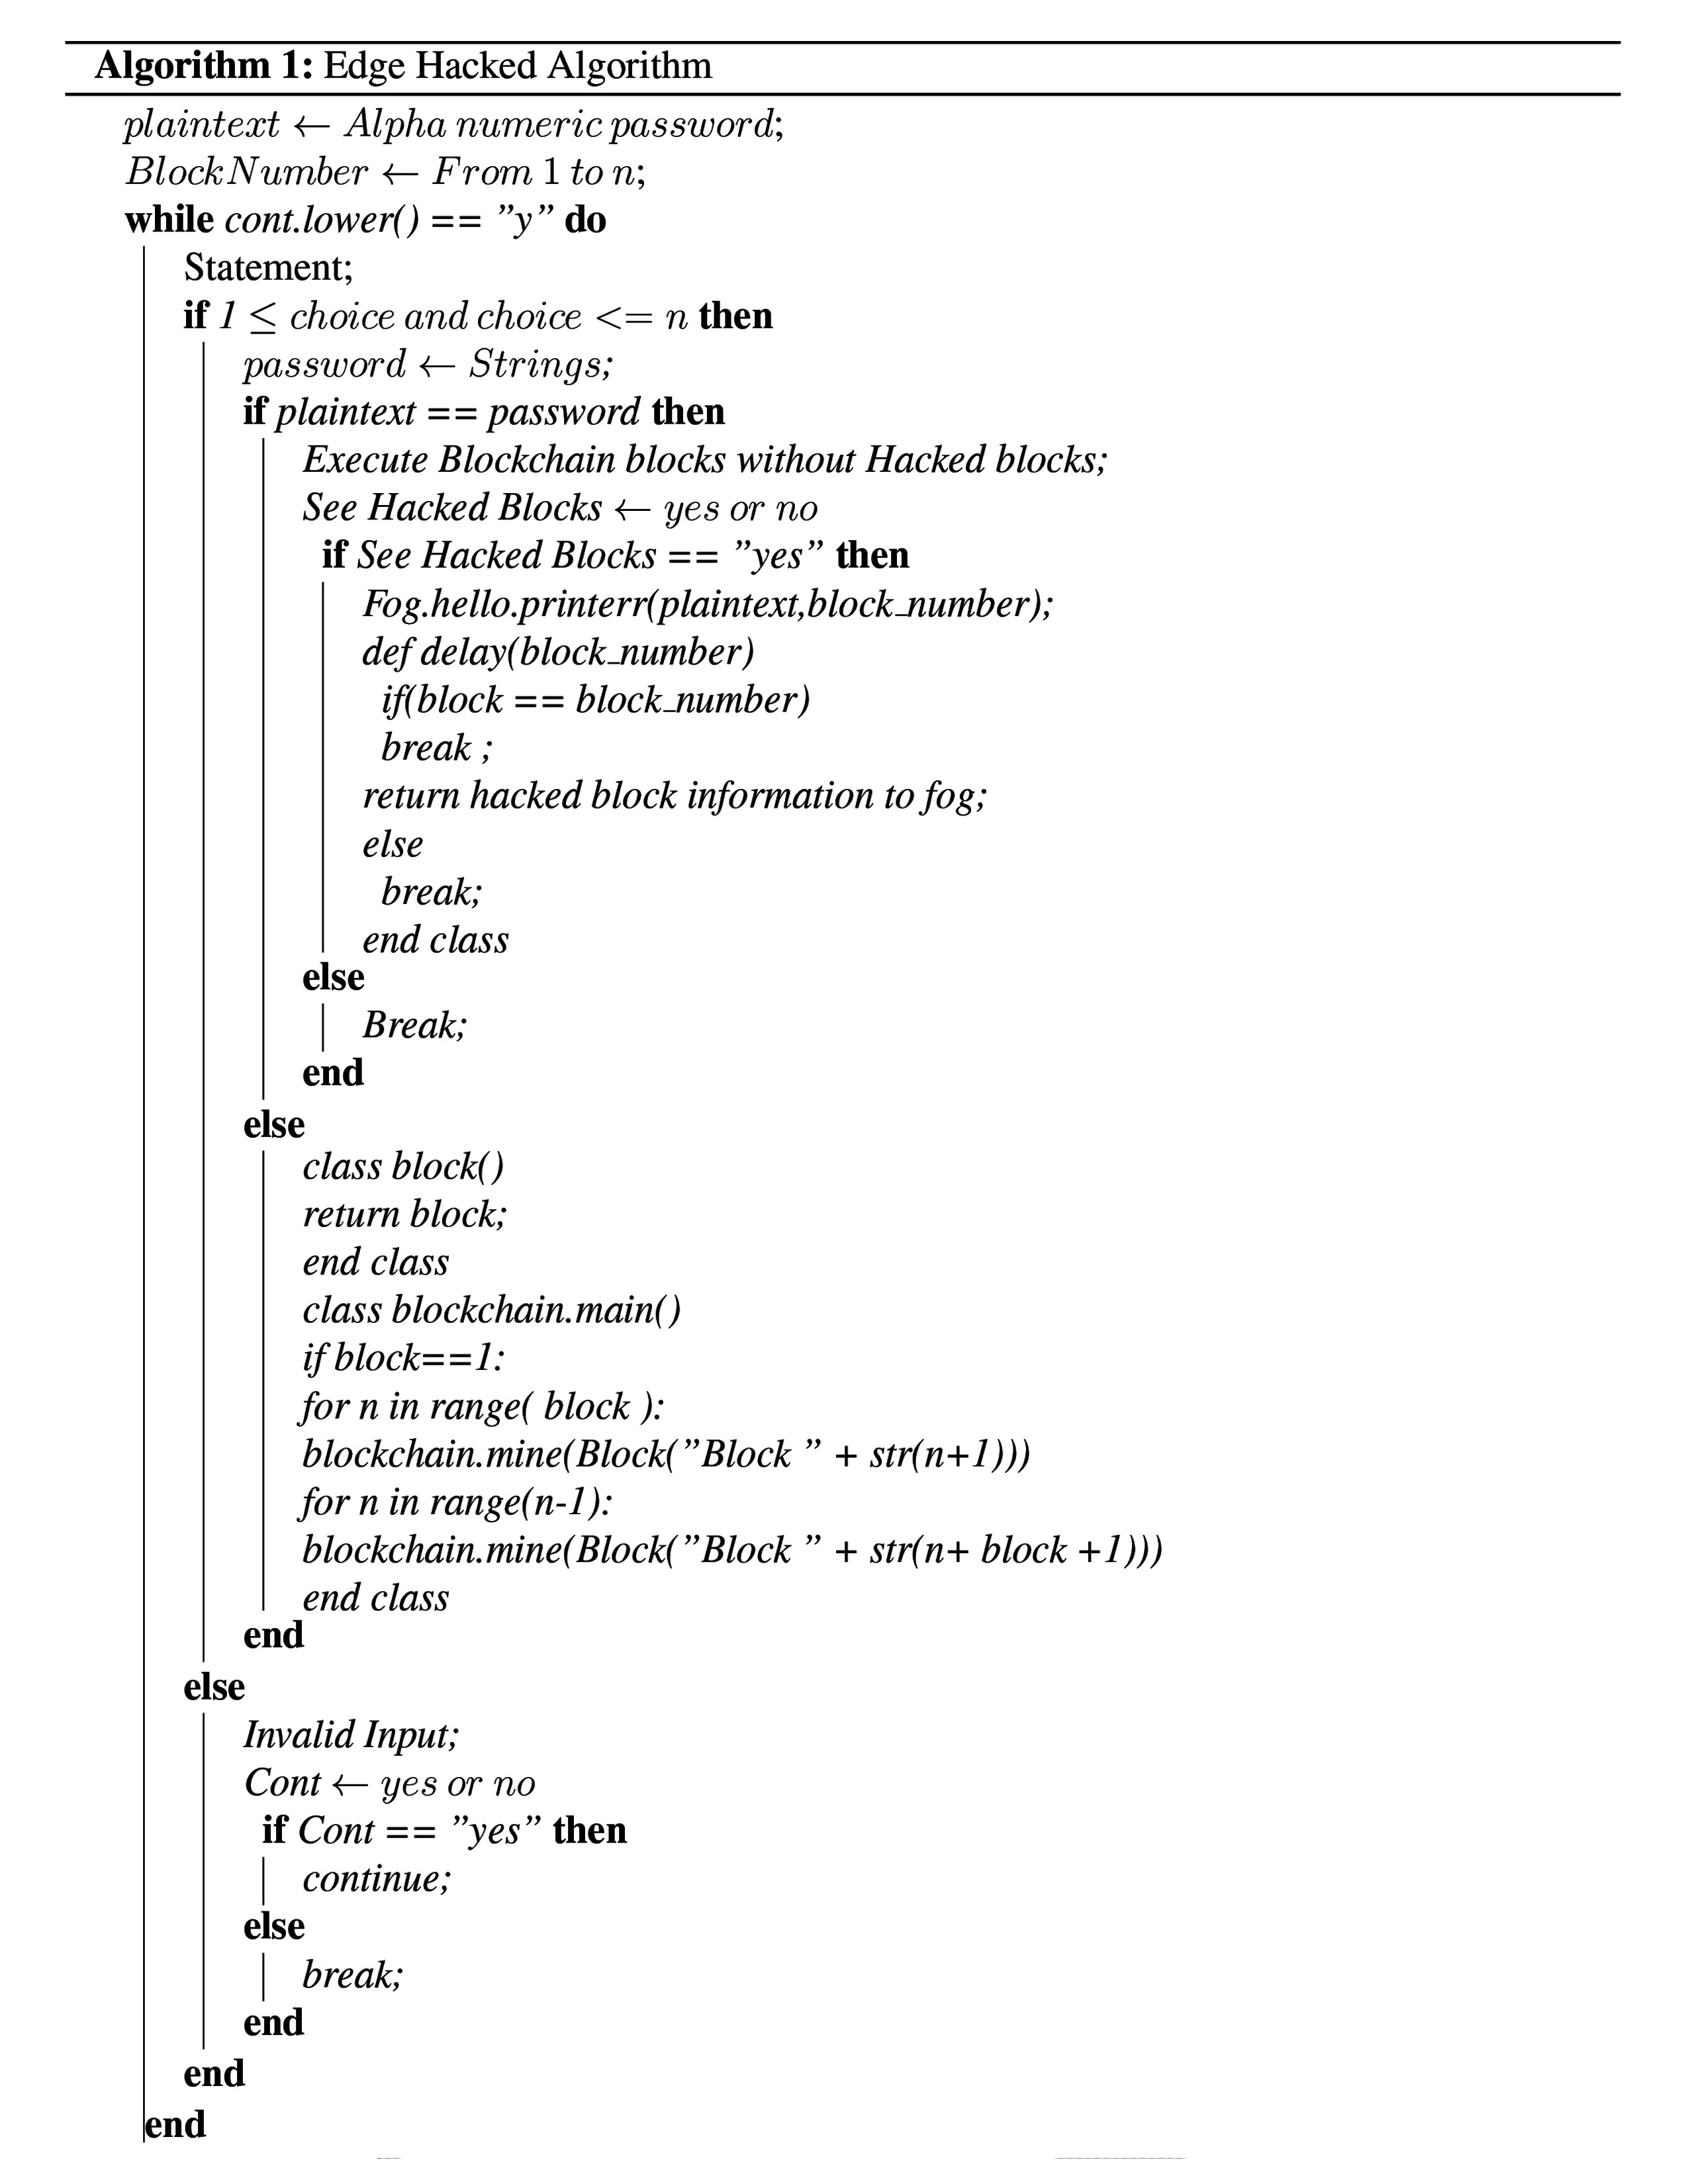 Algorithm 1: Edge Hacked Algorithm
plaintext ← Alpha numeric password;
BlockNumber ← From 1 to n;
while cont.lower() == ”y” do
Statement;
if 1 ≤ choice and choice <= n then
password ← Strings;
if plaintext == password then
Execute Blockchain blocks without Hacked blocks;
See Hacked Blocks ← yes or no
if See Hacked Blocks == ”yes” then
Fog.hello.printerr(plaintext,block_number);
def delay(block_number)
if(block == block_number)
break ;
return hacked block information to fog;
else
break;
end class
else
Break;
end
else
class block()
return block;
end class
class blockchain.main()
if block==1:
for n in range( block ):
blockchain.mine(Block(”Block ” + str(n+1)))
for n in range(n-1):
blockchain.mine(Block(”Block ” + str(n+ block +1)))
end class
end
else
Invalid Input;
Cont ← yes or no
if Cont == ”yes” then
continue;
else
break;
end
end
end